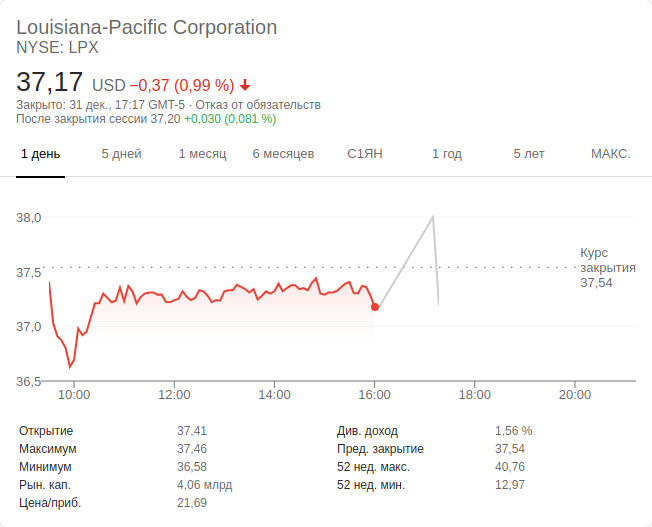 Louisiana-Pacific Corporation
NYSE: LPX
37,17 USD −0,37 (0,99 %)
Закрыто: 31 дек., 17:17 GMT-5 · Отказ от обязательств
После закрытия сессии 37,20 +0,030 (0,081 %)
1 день 5 дней 1 месяц 6 месяцев С1ЯН 1 год 5 лет МАКС.
38,0
37,5
37,0
36,5
Курс
закрытия
37,54
10:00 12:00 14:00 16:00 18:00 20:00
Открытие 37,41 Див. доход 1,56 %
Максимум 37,46 Пред. закрытие 37,54
Минимум 36,58 52 нед. макс. 40,76
Рын. кап. 4,06 млрд 52 нед. мин. 12,97
Цена/приб. 21,69